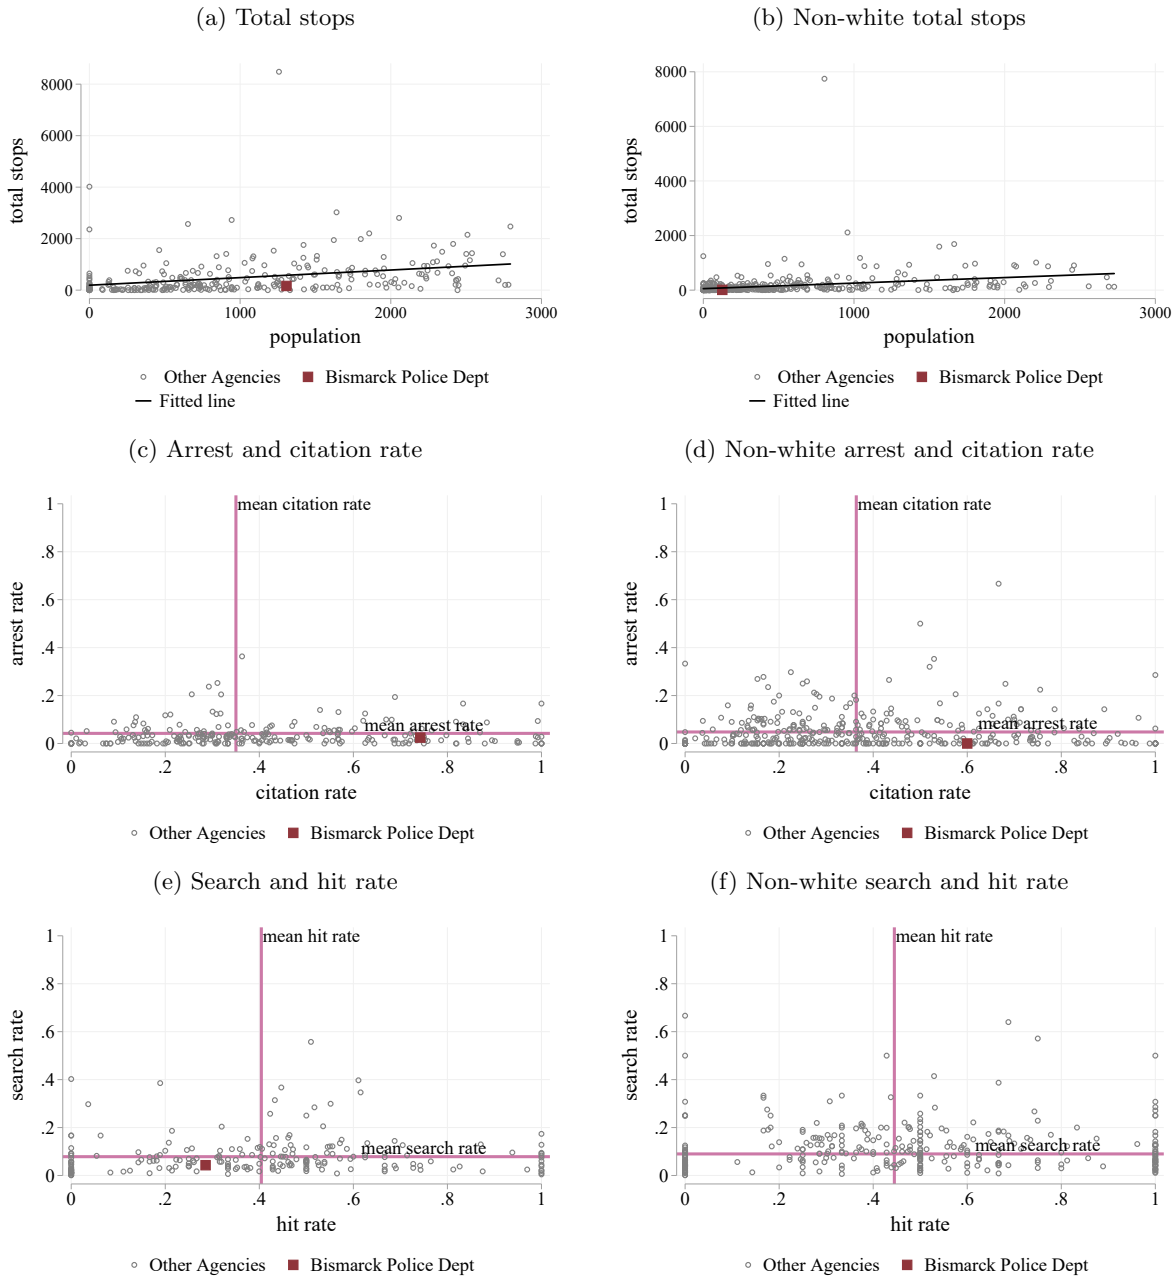 (a) Total stops
(b) Non-white total stops
total stops
8000
6000
4000
2000
0
0 1000 2000 3000
population
Other Agencies Bismarck Police Dept
Fitted line
total stops
8000
6000
4000
2000
0
0 1000 2000 3000
population
Other Agencies Bismarck Police Dept
Fitted line
(c) Arrest and citation rate
(d) Non-white arrest and citation rate
arrest rate
1
.8
.6
.4
.2
0
mean citation rate
mean arrest rate
0 .2 .4 .6 .8 1
citation rate
Other Agencies Bismarck Police Dept
arrest rate
1
.8
.6
.4
.2
0
mean citation rate
mean arrest rate
0 .2 .4 .6 .8 1
citation rate
Other Agencies Bismarck Police Dept
(e) Search and hit rate
(f) Non-white search and hit rate
search rate
1
.8
.6
.4
.2
0
mean hit rate
mean search rate
0 .2 .4 .6 .8 1
hit rate
Other Agencies Bismarck Police Dept
search rate
1
.8
.6
.4
.2
0
mean hit rate
mean search rate
0 .2 .4 .6 .8 1
hit rate
Other Agencies Bismarck Police Dept